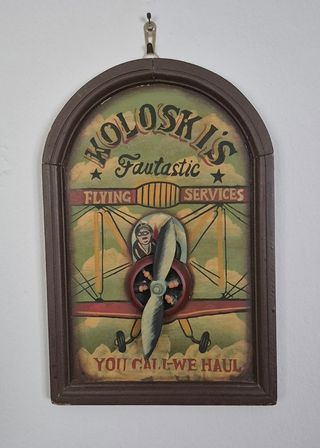 KOLOSKI'S
Fautastic
FLYING SERVICES
YOU CALL-WE HAUL